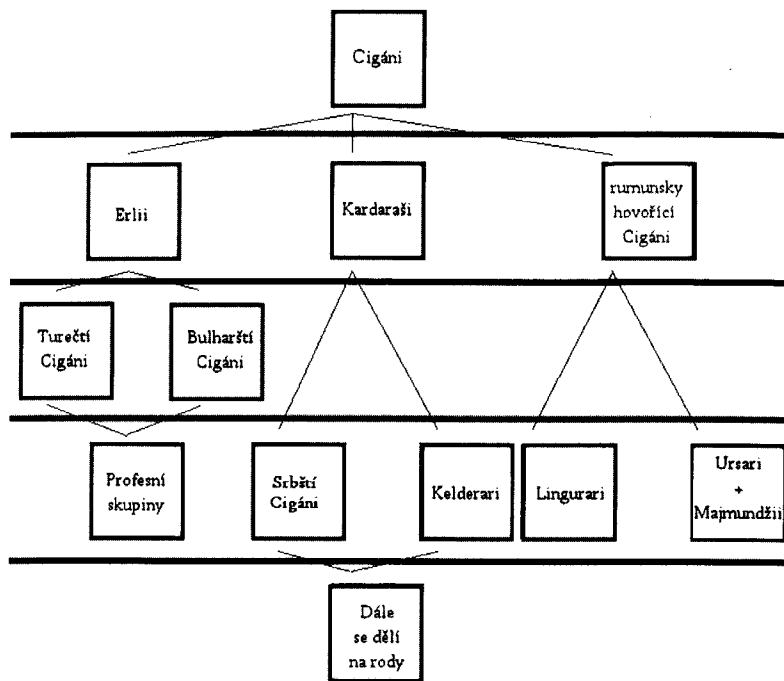 Cigáni
Erlii
Kardaraši
rumunsky
hovořící
Cigáni
Turečtí
Cigáni
Bulharští
Cigáni
Profesní
skupiny
Srbští
Cigáni
Kelderari
Lingurari
Ursari
+
Majmundžii
Dále
se dělí
na rody